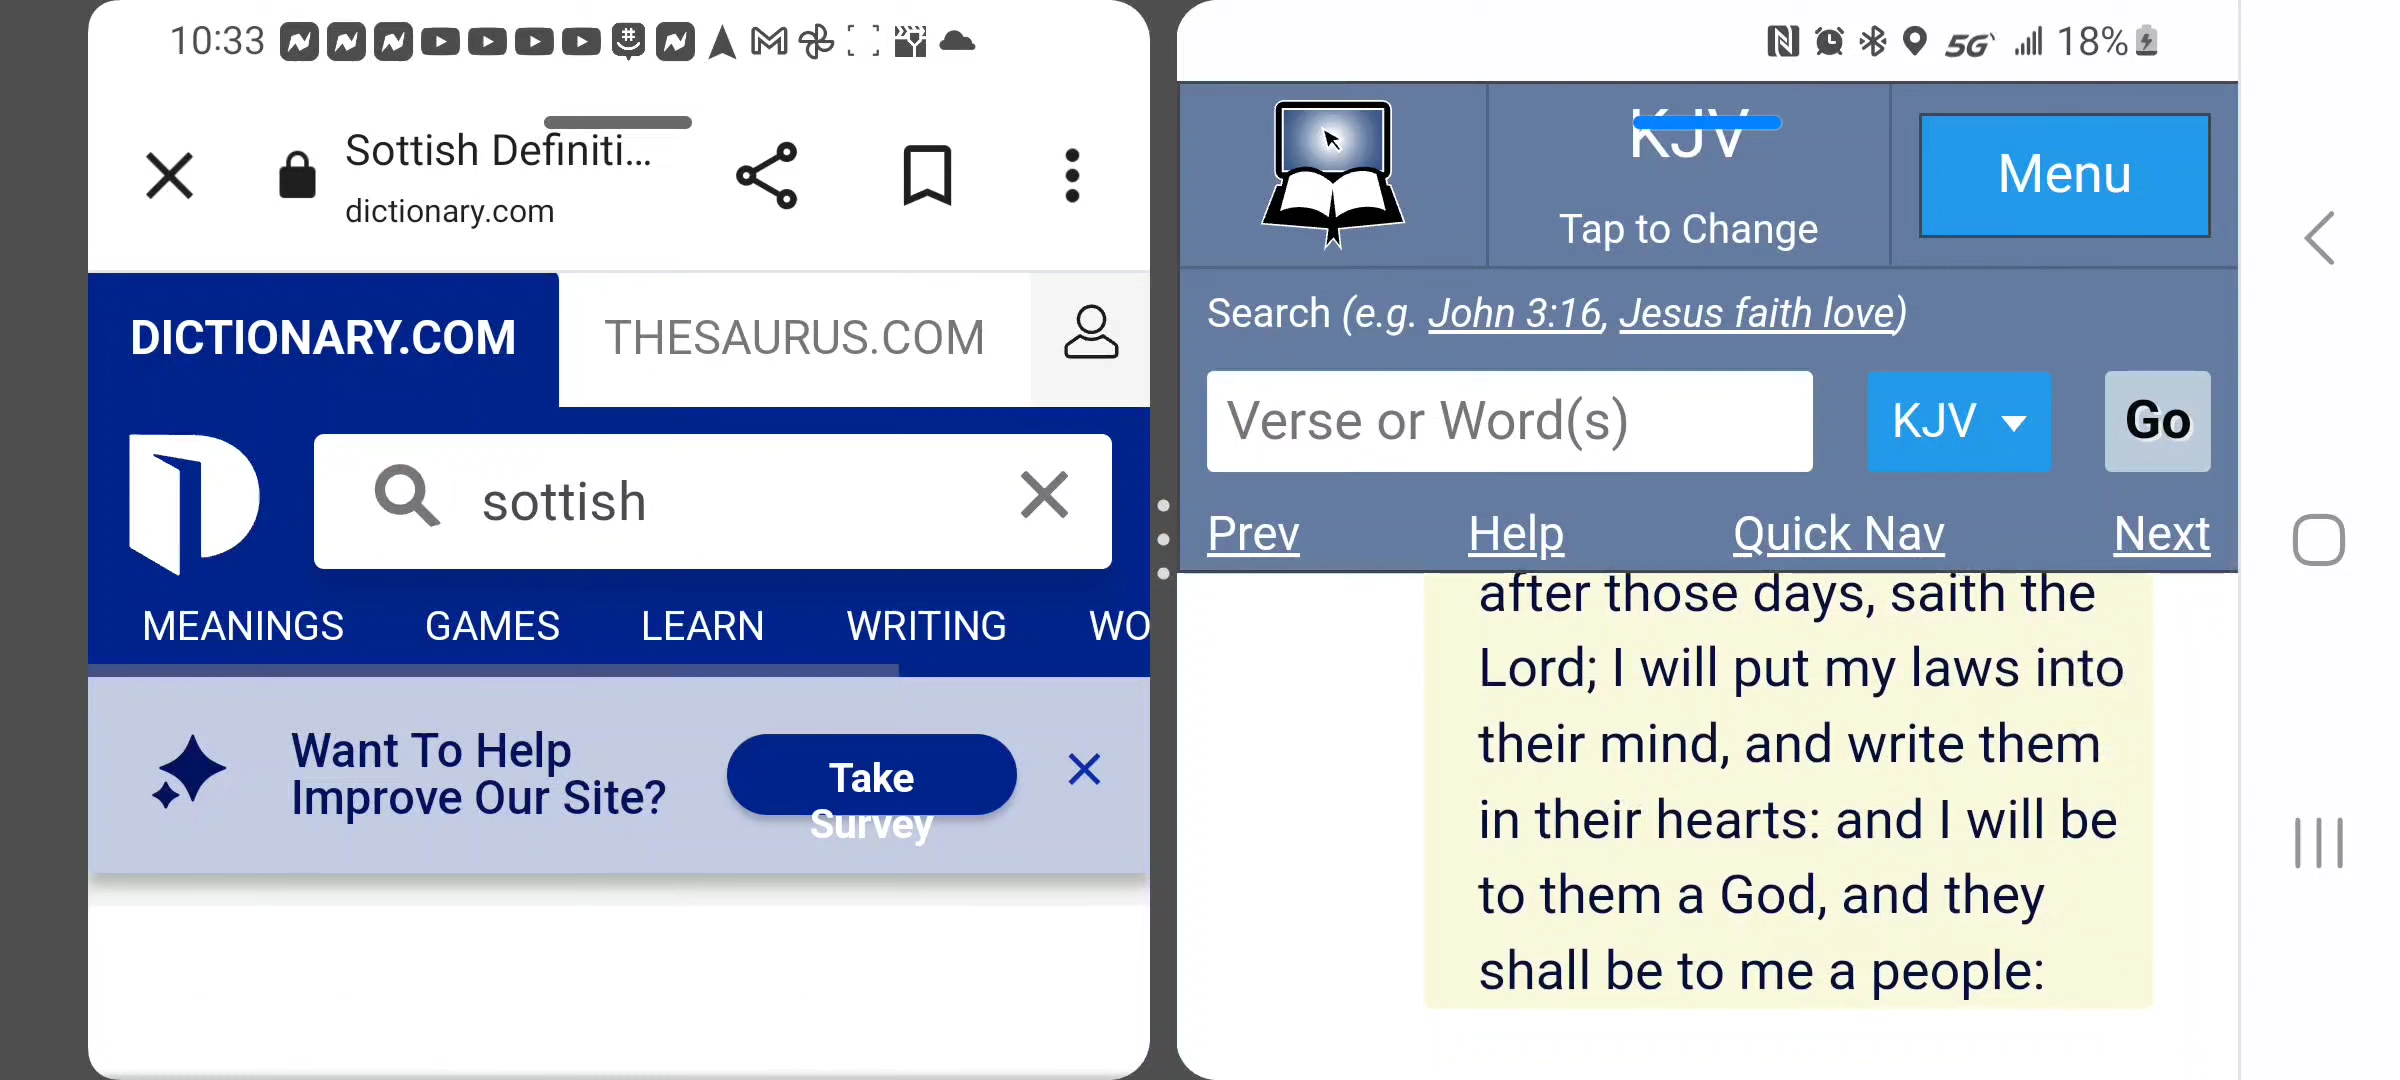 10:33
18%
5G
Sottish Definiti...
dictionary.com
DICTIONARY.COM
THESAURUS.COM
sottish
MEANINGS GAMES LEARN WRITING WO
Want To Help
Improve Our Site?
Take
Survey
KJV
Tap to Change
Menu
Search (e.g. John 3:16, Jesus faith love)
Verse or Word(s)
KJV
Go
Prev Help Quick Nav Next
after those days, saith the
Lord; I will put my laws into
their mind, and write them
in their hearts: and I will be
to them a God, and they
shall be to me a people: